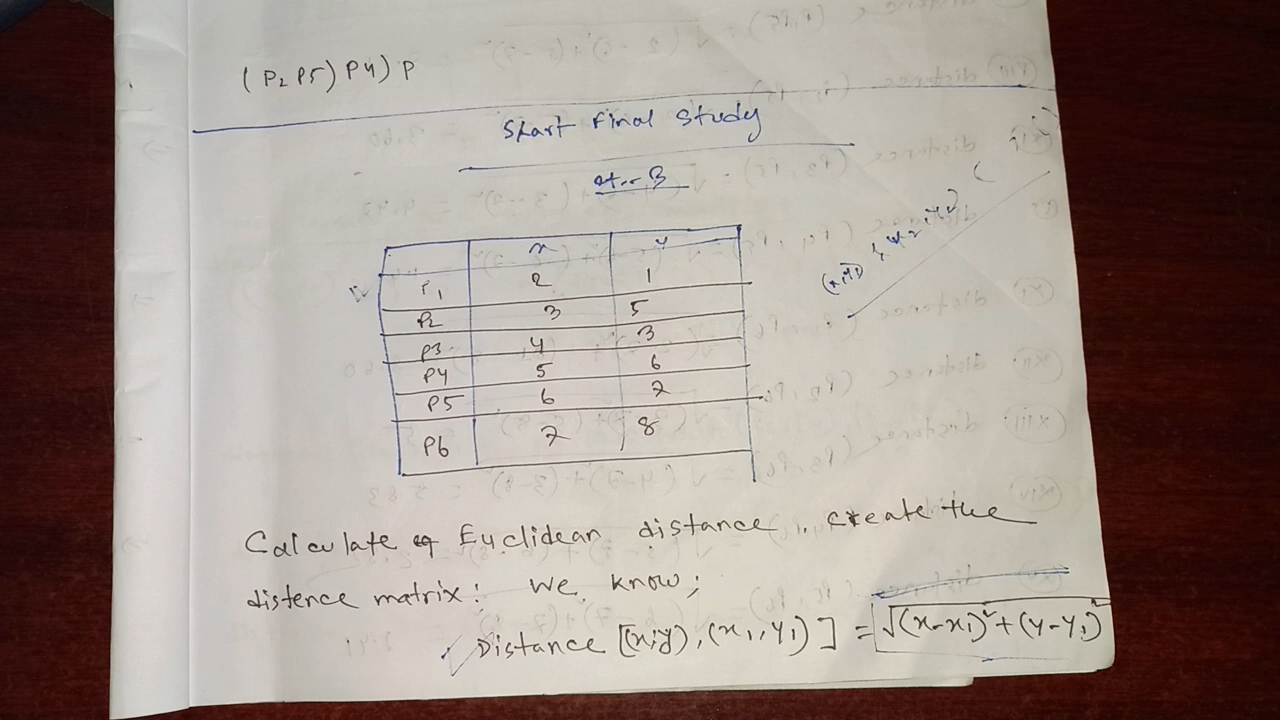 (P2 P5) P4) P
Start Final Study
x y
P1 2 1
P2 3 5
P3 4 3
P4 5 6
P5 6 7
P6 7 8
Calculate of Euclidean distance, create the
distence matrix: we know;
Distance [(x,y), (x1, y1)] = √(x-x1)²+(y-y1)²